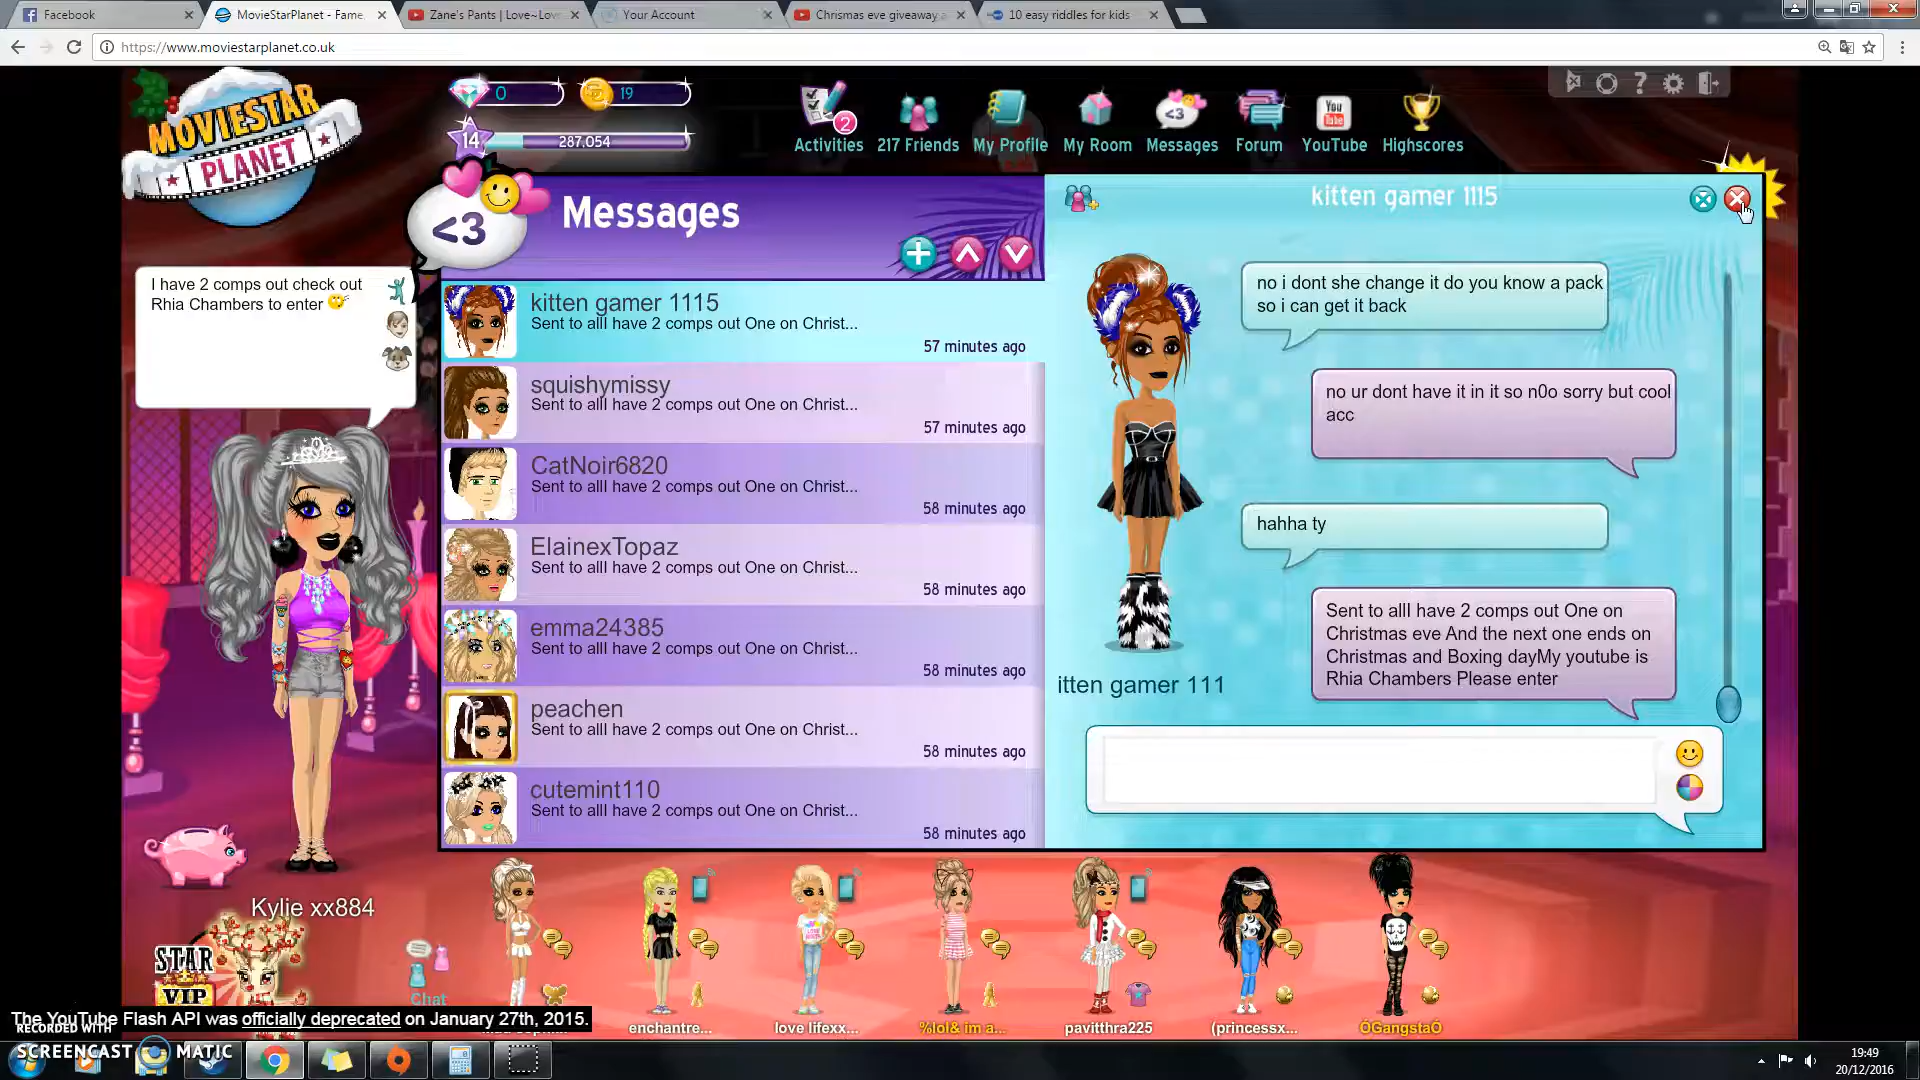 Facebook
MovieStarPlanet - Fame,
Zane's Pants | Love~Love
Your Account
Chrismas eve giveaway
10 easy riddles for kids
https://www.moviestarplanet.co.uk
MOVIESTAR
PLANET
0
19
14
287,054
2
<3
You
Tube
Activities
217 Friends
My Profile
My Room
Messages
Forum
YouTube
Highscores
<3
Messages
kitten gamer 1115
I have 2 comps out check out
Rhia Chambers to enter
kitten gamer 1115
Sent to alll have 2 comps out One on Christ...
57 minutes ago
squishymissy
Sent to alll have 2 comps out One on Christ...
57 minutes ago
CatNoir6820
Sent to alll have 2 comps out One on Christ...
58 minutes ago
ElainexTopaz
Sent to alll have 2 comps out One on Christ...
58 minutes ago
emma24385
Sent to alll have 2 comps out One on Christ...
58 minutes ago
peachen
Sent to alll have 2 comps out One on Christ...
58 minutes ago
cutemint110
Sent to alll have 2 comps out One on Christ...
58 minutes ago
no i dont she change it do you know a pack
so i can get it back
no ur dont have it in it so n0o sorry but cool
acc
hahha ty
Sent to alll have 2 comps out One on
Christmas eve And the next one ends on
Christmas and Boxing dayMy youtube is
Rhia Chambers Please enter
itten gamer 111
Kylie xx884
STAR
VIP
Chat
enchantre...
love lifexx...
%lol& im a...
pavitthra225
(princessx...
ÖGangstaÖ
The YouTube Flash API was officially deprecated on January 27th, 2015.
RECORDED WITH
SCREENCAST MATIC
19:49
20/12/2016